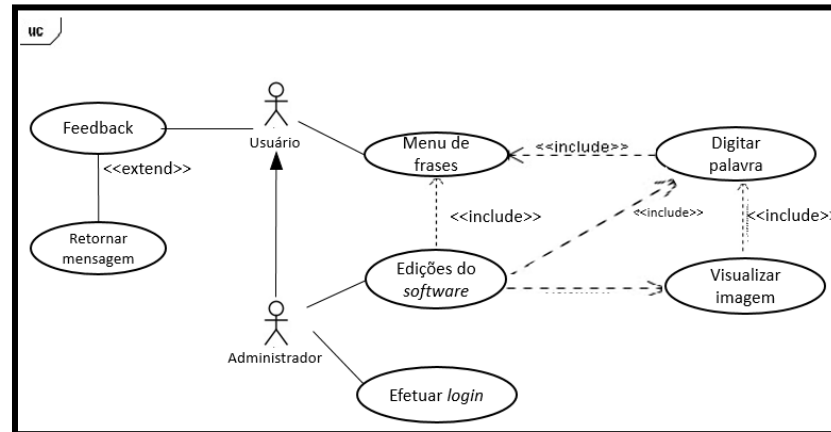 uc
Feedback
Usuário
Menu de
frases
<<include>>
Digitar
palavra
<<extend>>
<<include>>
<<include>>
<<include>>
Retornar
mensagem
Edições do
software
Visualizar
imagem
Administrador
Efetuar login